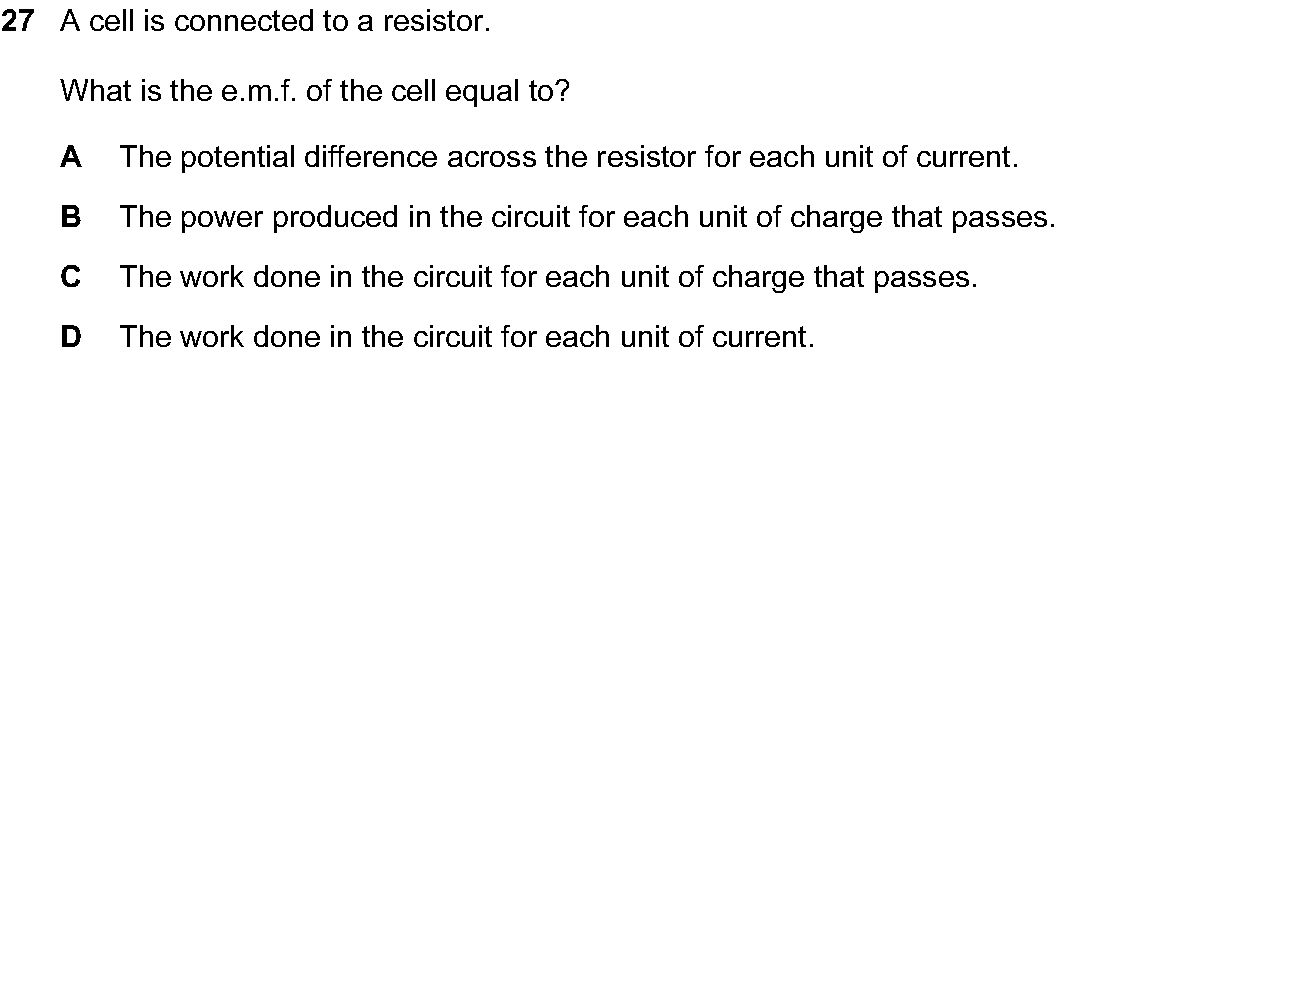 27 A cell is connected to a resistor.
What is the e.m.f. of the cell equal to?
A The potential difference across the resistor for each unit of current.
B The power produced in the circuit for each unit of charge that passes.
C The work done in the circuit for each unit of charge that passes.
D The work done in the circuit for each unit of current.